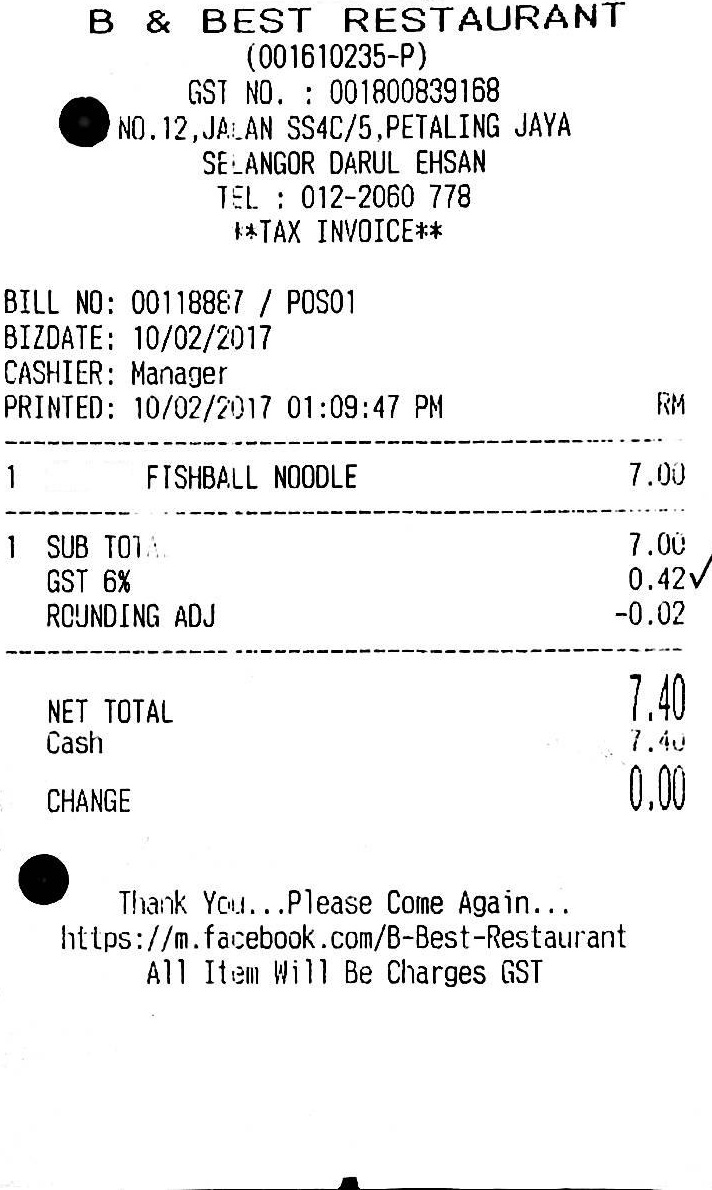 B & BEST RESTAURANT
(001610235-P)
GST NO. : 001800839168
NO.12,JALAN SS4C/5,PETALING JAYA
SELANGOR DARUL EHSAN
TEL : 012-2060 778
**TAX INVOICE**
BILL NO: 00118887 / POS01
BIZDATE: 10/02/2017
CASHIER: Manager
PRINTED: 10/02/2017 01:09:47 PM RM
1 FISHBALL NOODLE 7.00
1 SUB TOTAL 7.00
GST 6% 0.42
ROUNDING ADJ -0.02
NET TOTAL 7.40
Cash 7.40
CHANGE 0.00
Thank You...Please Come Again...
https://m.facebook.com/B-Best-Restaurant
All Item Will Be Charges GST